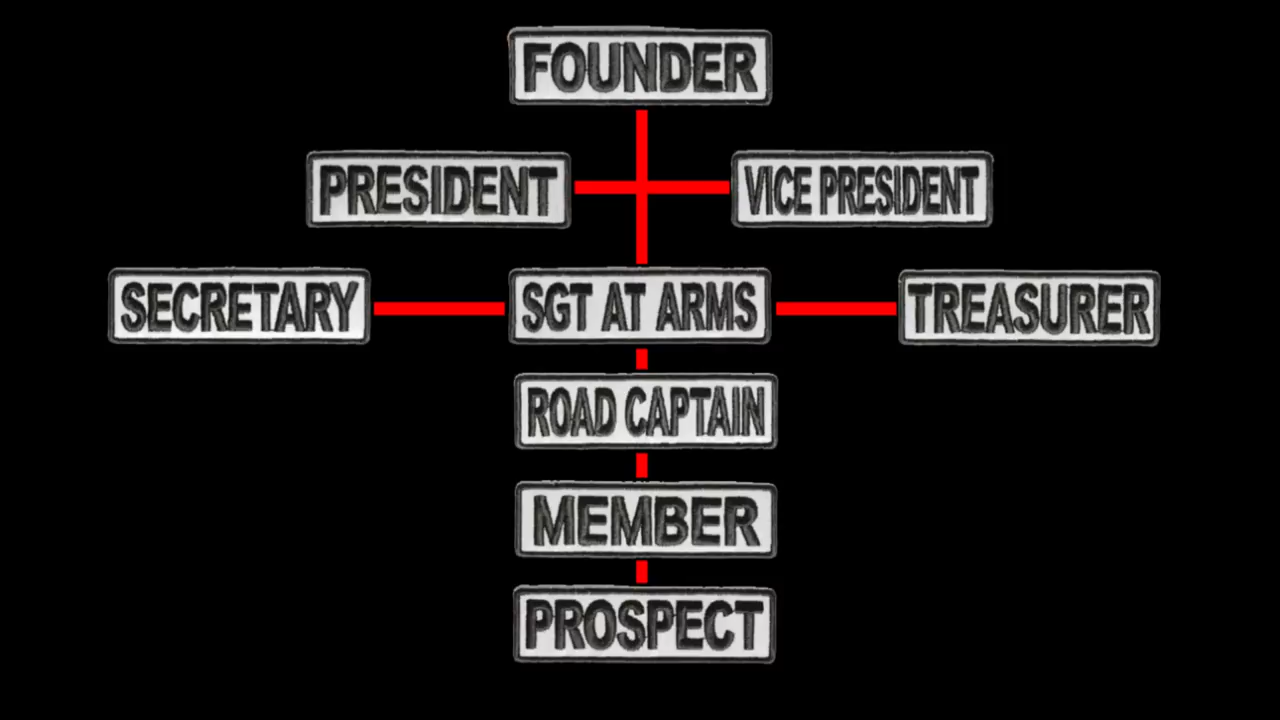 FOUNDER
PRESIDENT
VICE PRESIDENT
SECRETARY
SGT AT ARMS
TREASURER
ROAD CAPTAIN
MEMBER
PROSPECT